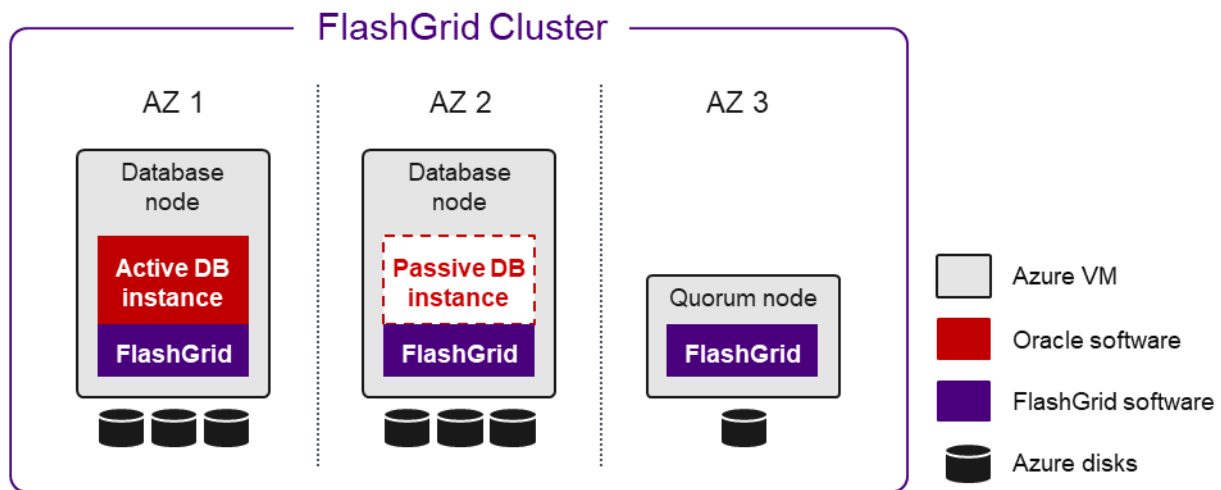 FlashGrid Cluster
AZ 1
Database
node
Active DB
instance
FlashGrid
AZ 2
Database
node
Passive DB
instance
FlashGrid
AZ 3
Quorum node
FlashGrid
Azure VM
Oracle software
FlashGrid software
Azure disks